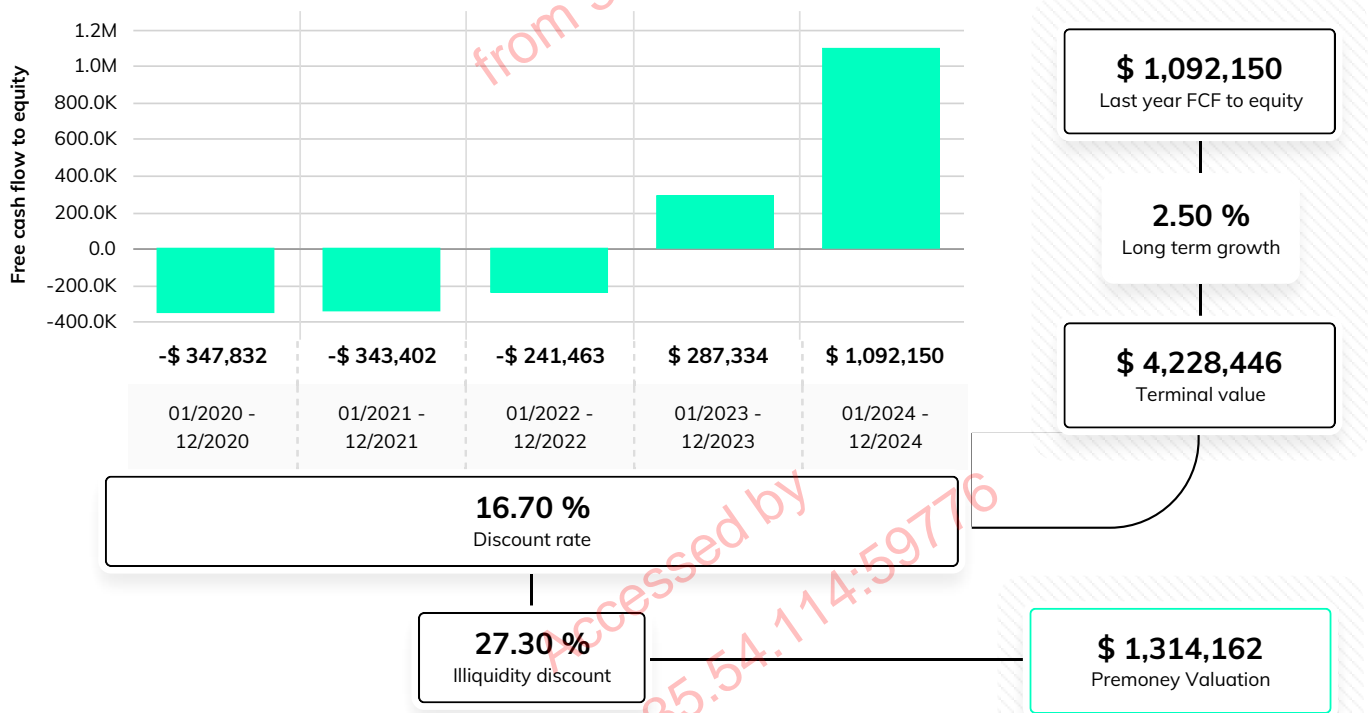 Free cash flow to equity
1.2M
1.0M
800.0K
600.0K
400.0K
200.0K
0.0
-200.0K
-400.0K
-$ 347,832
-$ 343,402
-$ 241,463
$ 287,334
$ 1,092,150
01/2020 -
12/2020
01/2021 -
12/2021
01/2022 -
12/2022
01/2023 -
12/2023
01/2024 -
12/2024
16.70 %
Discount rate
27.30 %
Illiquidity discount
$ 1,092,150
Last year FCF to equity
2.50 %
Long term growth
$ 4,228,446
Terminal value
$ 1,314,162
Premoney Valuation
from
Accessed by
35.54.114:59776